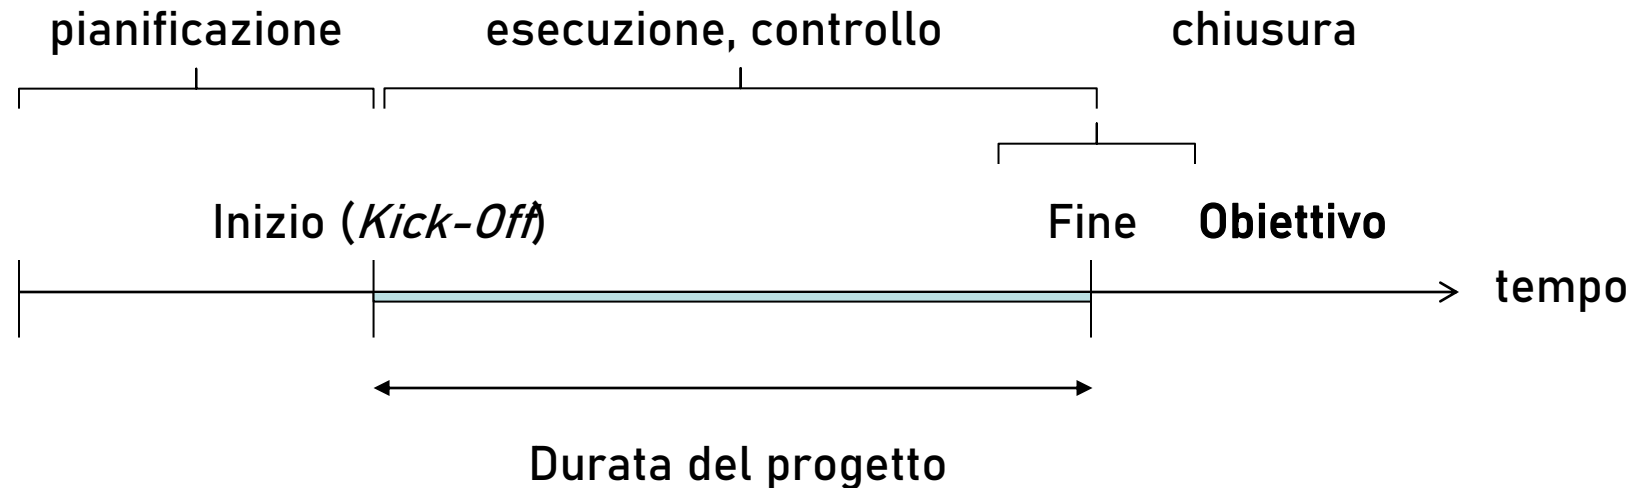 pianificazione esecuzione, controllo chiusura
Inizio (Kick-Off) Fine Obiettivo
tempo
Durata del progetto